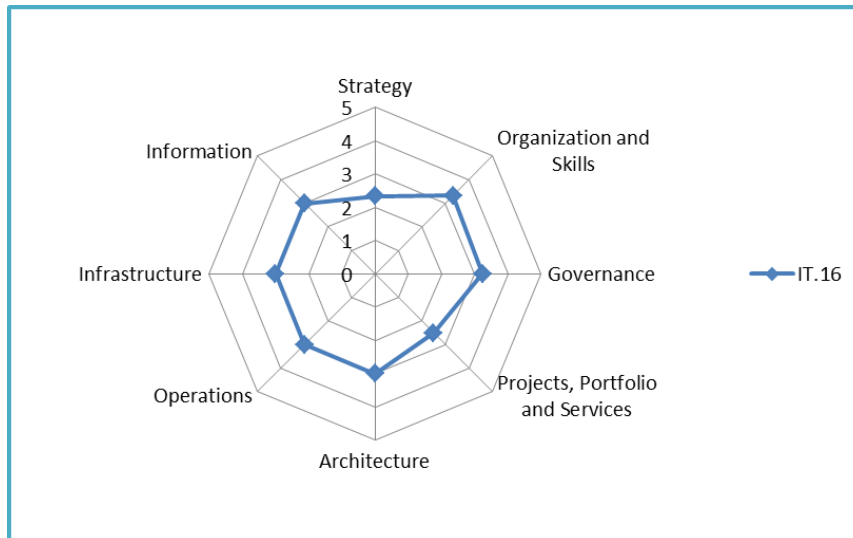 Strategy
5
4
3
2
1
0
Organization and
Skills
Governance
Projects, Portfolio
and Services
Architecture
Operations
Infrastructure
Information
IT.16